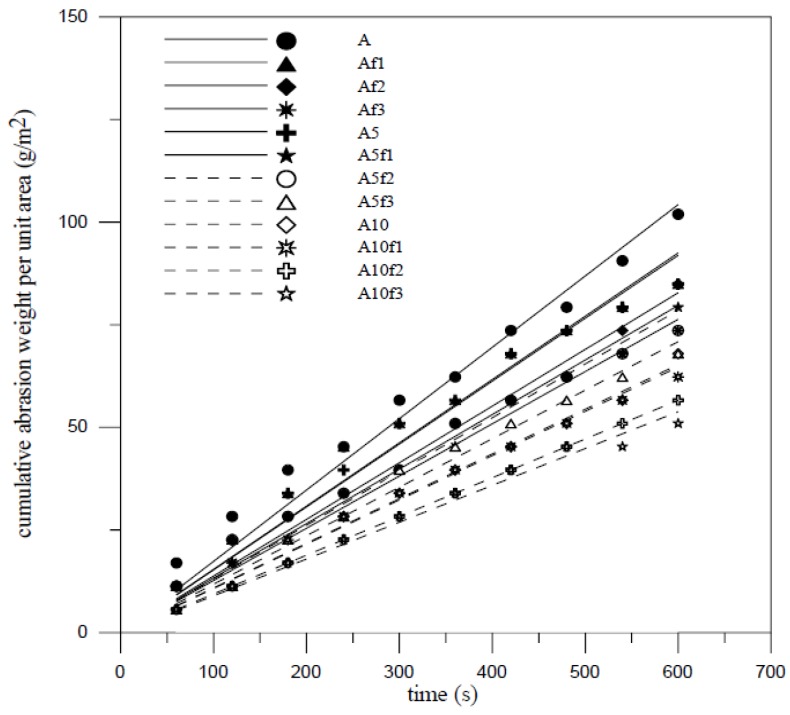 150
100
50
0
cumulative abrasion weight per unit area (g/m²)
A
Af1
Af2
Af3
A5
A5f1
A5f2
A5f3
A10
A10f1
A10f2
A10f3
0 100 200 300 400 500 600 700
time (s)